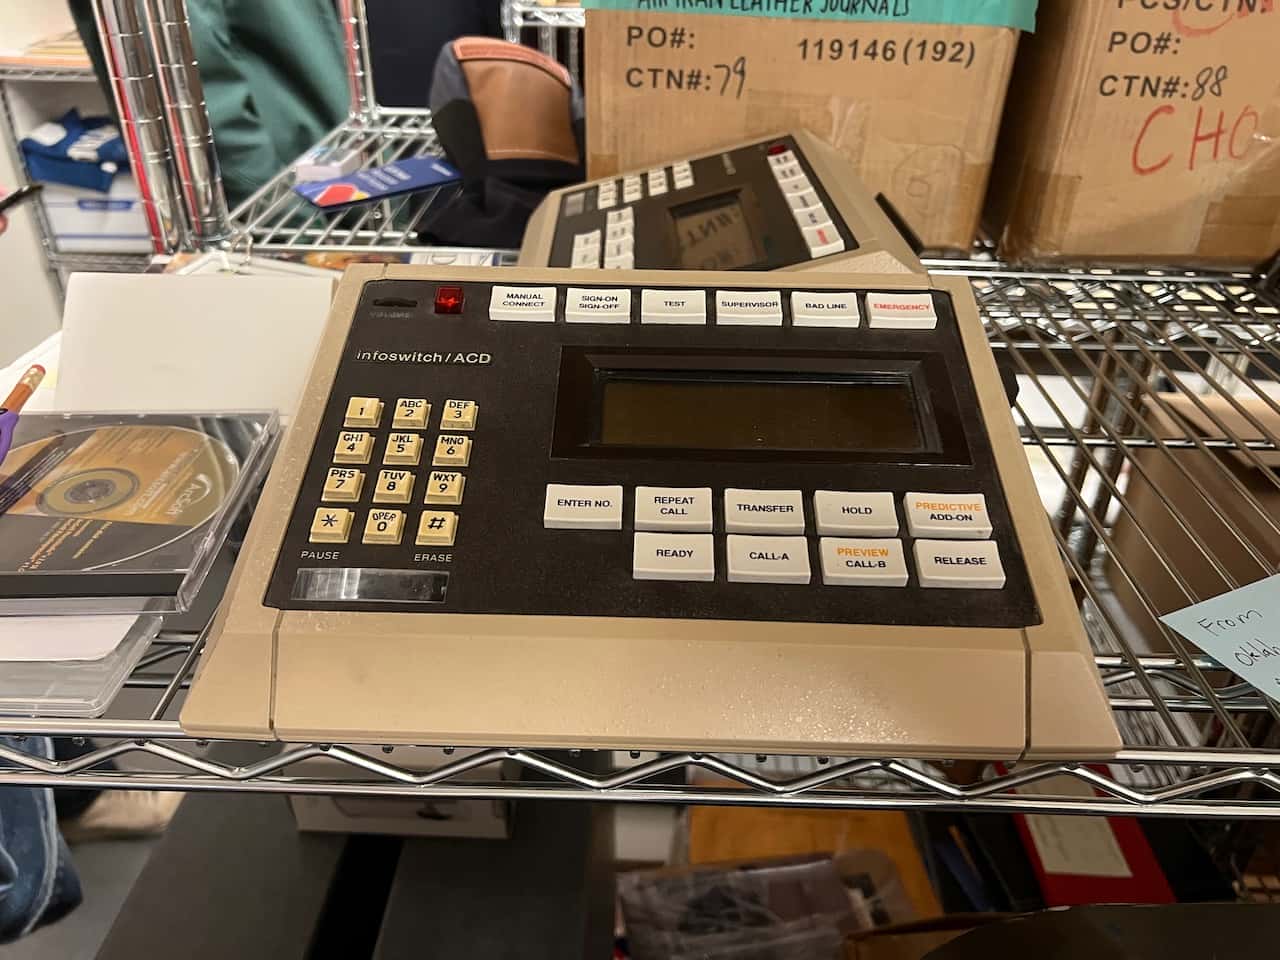 AIRTRAN LEATHER JOURNALS
PO#: 119146(192)
CTN#:79
PCS/CTN:
PO#:
CTN#:88
CHO
VOLUME
MANUAL CONNECT
SIGN-ON SIGN-OFF
TEST
SUPERVISOR
BAD LINE
EMERGENCY
infoswitch/ACD
1
ABC 2
DEF 3
GHI 4
JKL 5
MNO 6
PRS 7
TUV 8
WXY 9
*
OPER 0
#
PAUSE
ERASE
ENTER NO.
REPEAT CALL
TRANSFER
HOLD
PREDICTIVE ADD-ON
READY
CALL-A
PREVIEW CALL-B
RELEASE
ArcSoft
From